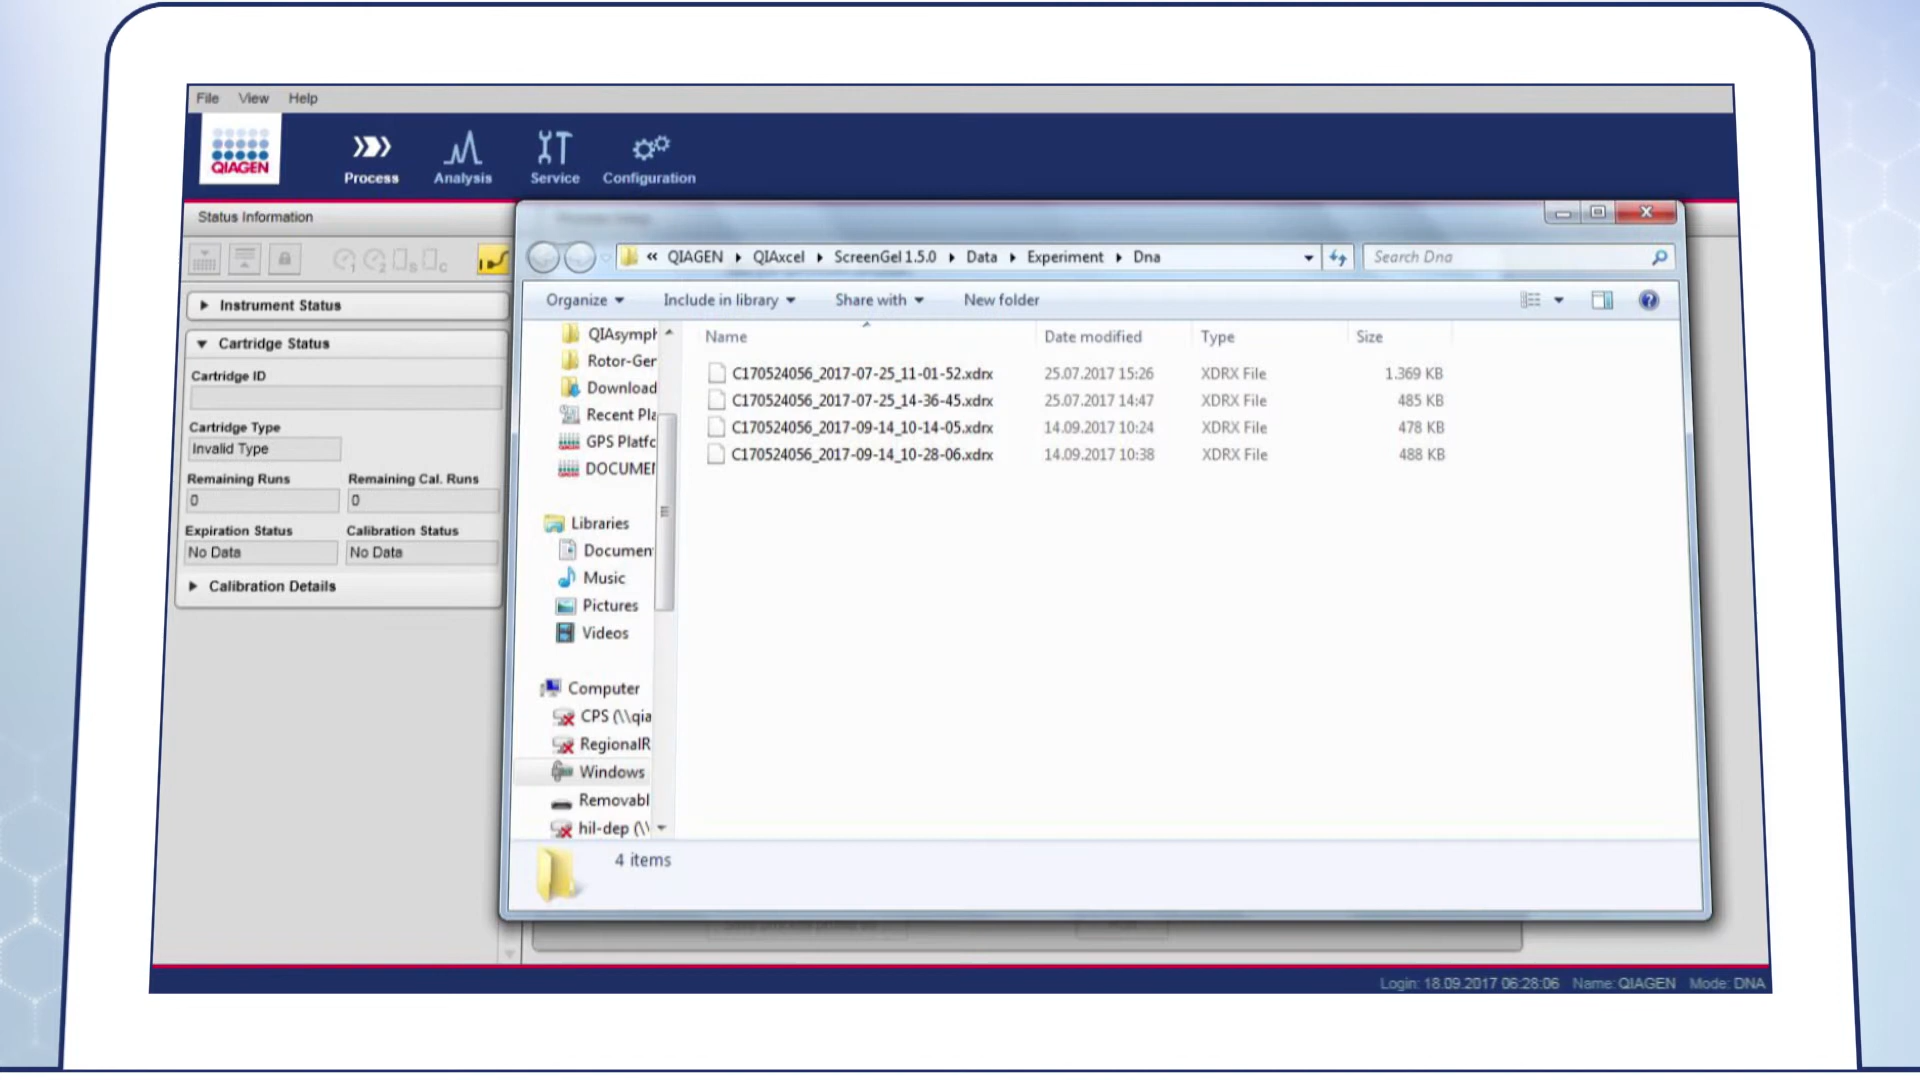 File View Help
QIAGEN
Process Analysis Service Configuration
Status Information
Instrument Status
Cartridge Status
Cartridge ID
Cartridge Type
Invalid Type
Remaining Runs Remaining Cal. Runs
0 0
Expiration Status Calibration Status
No Data No Data
Calibration Details
« QIAGEN QIAxcel ScreenGel 1.5.0 Data Experiment Dna
Search Dna
Organize Include in library Share with New folder
Name Date modified Type Size
C170524056_2017-07-25_11-01-52.xdrx 25.07.2017 15:26 XDRX File 1.369 KB
C170524056_2017-07-25_14-36-45.xdrx 25.07.2017 14:47 XDRX File 485 KB
C170524056_2017-09-14_10-14-05.xdrx 14.09.2017 10:24 XDRX File 478 KB
C170524056_2017-09-14_10-28-06.xdrx 14.09.2017 10:38 XDRX File 488 KB
QIAsymph
Rotor-Ger
Download
Recent Pla
GPS Platfc
DOCUMEI
Libraries
Documen
Music
Pictures
Videos
Computer
CPS (\\qia
RegionalR
Windows
Removabl
hil-dep (\\
4 items
Login: 18.09.2017 06:28:06 Name: QIAGEN Mode: DNA